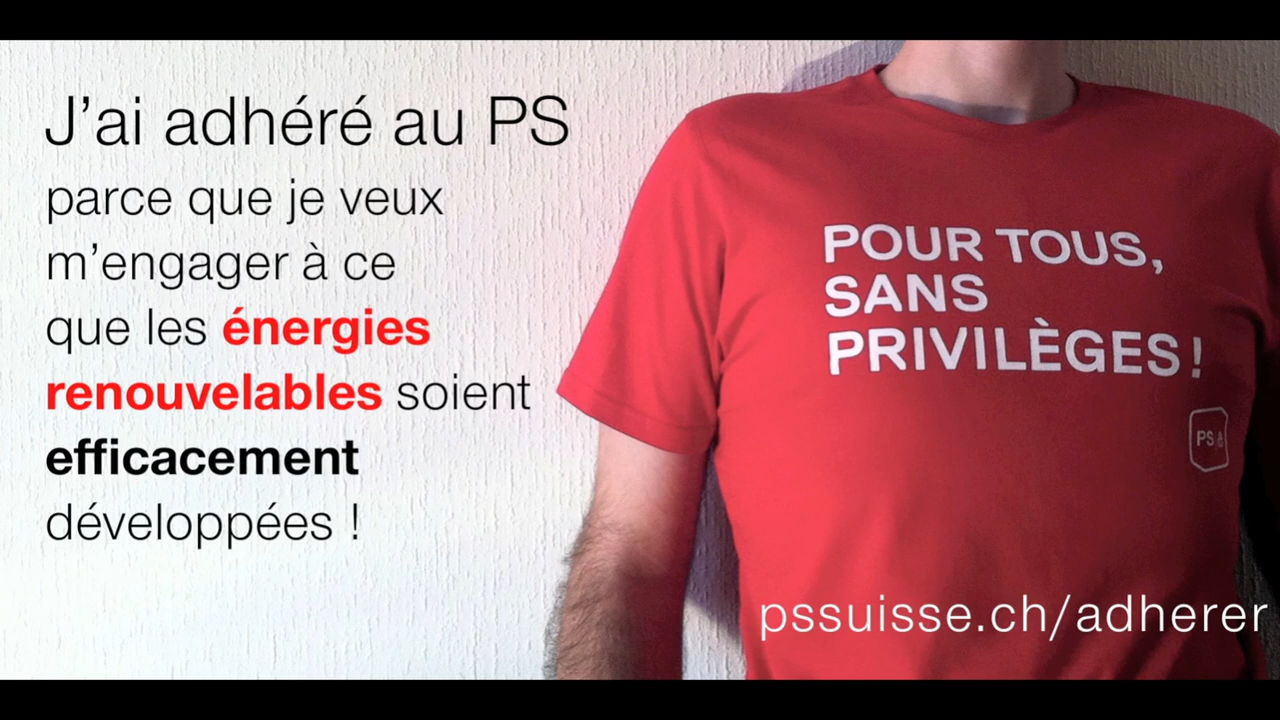 J’ai adhéré au PS
parce que je veux
m’engager à ce
que les énergies
renouvelables soient
efficacement
développées !
POUR TOUS,
SANS
PRIVILÈGES !
PS
pssuisse.ch/adherer